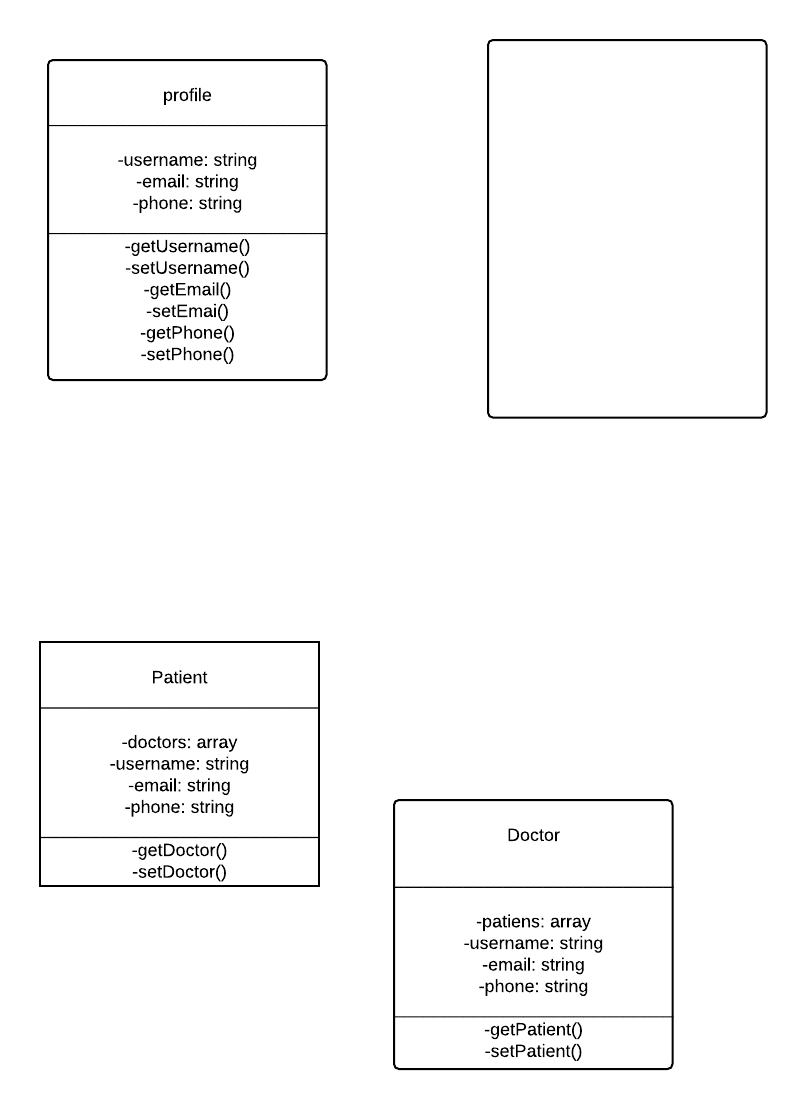 profile
-username: string
-email: string
-phone: string
-getUsername()
-setUsername()
-getEmail()
-setEmai()
-getPhone()
-setPhone()
Patient
-doctors: array
-username: string
-email: string
-phone: string
-getDoctor()
-setDoctor()
Doctor
-patiens: array
-username: string
-email: string
-phone: string
-getPatient()
-setPatient()